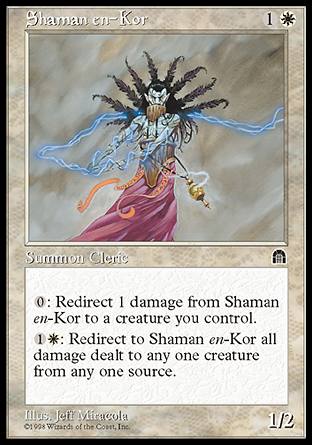 Shaman en-Kor 1
Summon Cleric
0: Redirect 1 damage from Shaman
en-Kor to a creature you control.
1: Redirect to Shaman en-Kor all
damage dealt to any one creature
from any one source.
Illus. Jeff Miracola
©1998 Wizards of the Coast, Inc.
1/2